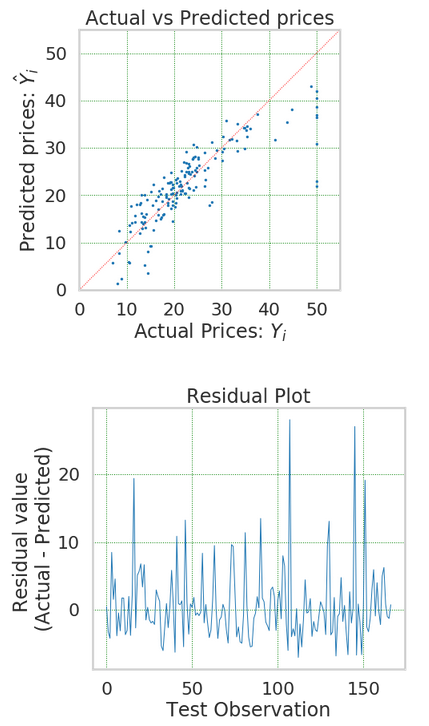 Actual vs Predicted prices
50
40
30
20
10
0
Predicted prices: Ŷi
0 10 20 30 40 50
Actual Prices: Yi
Residual Plot
20
10
0
Residual value
(Actual - Predicted)
0 50 100 150
Test Observation